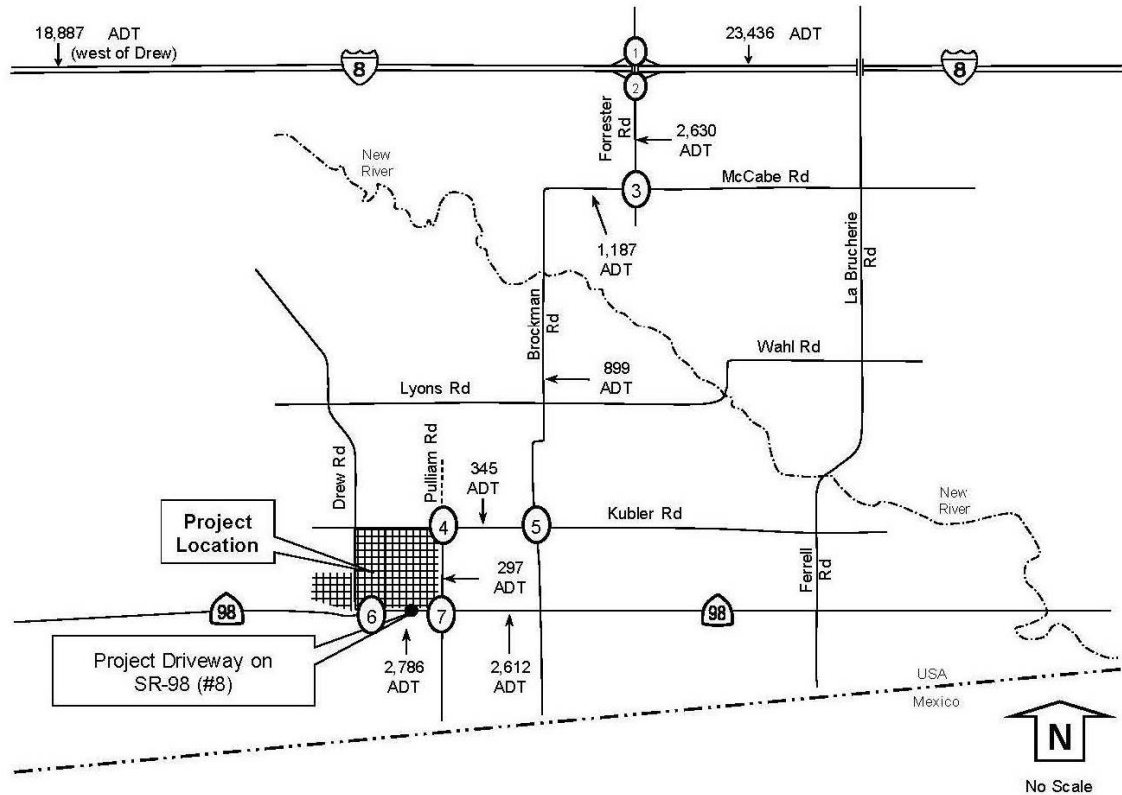 18,887 ADT
(west of Drew)
23,436 ADT
1
8
8
2
Forrester
Rd
2,630
ADT
New
River
3
McCabe Rd
1,187
ADT
La Brucherie
Rd
Brockman
Rd
Wahl Rd
899
ADT
Lyons Rd
Drew Rd
Pulliam Rd
345
ADT
New
River
Project
Location
4
5
Kubler Rd
297
ADT
Ferrell
Rd
98
6
7
98
Project Driveway on
SR-98 (#8)
2,786
ADT
2,612
ADT
USA
Mexico
N
No Scale